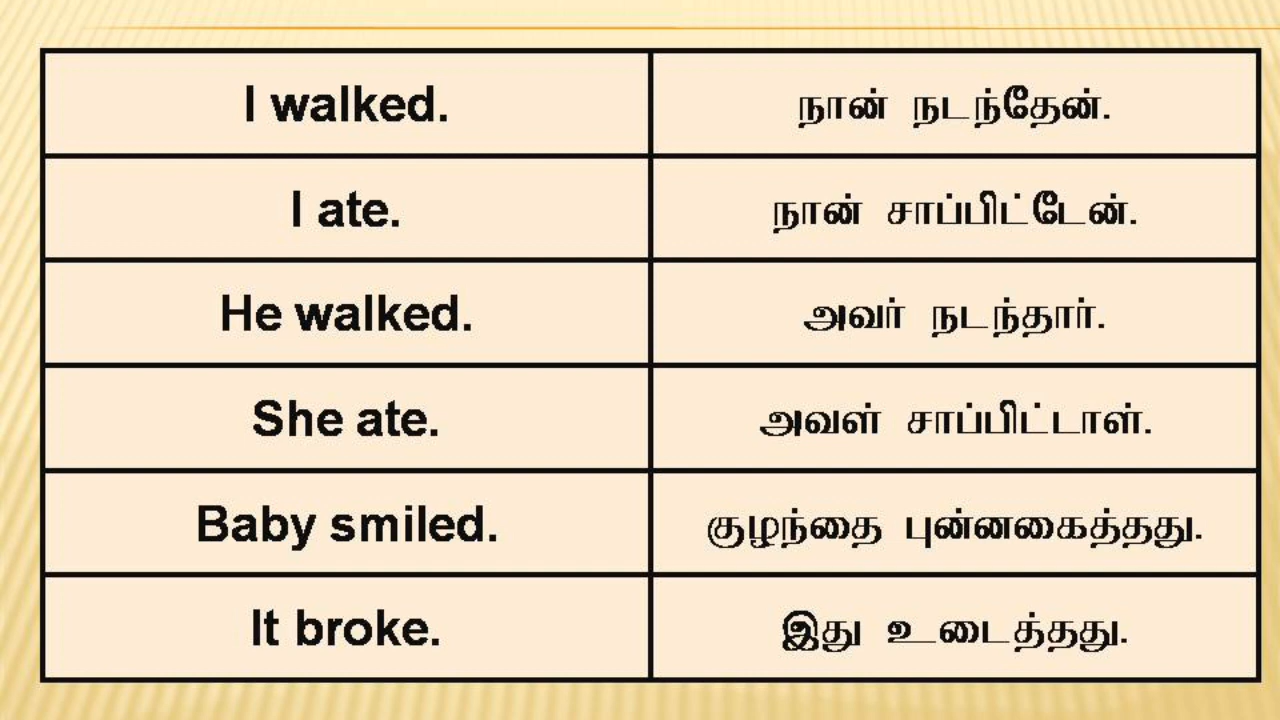 I walked. நான் நடந்தேன்.
I ate. நான் சாப்பிட்டேன்.
He walked. அவர் நடந்தார்.
She ate. அவள் சாப்பிட்டாள்.
Baby smiled. குழந்தை புன்னகைத்தது.
It broke. இது உடைத்தது.